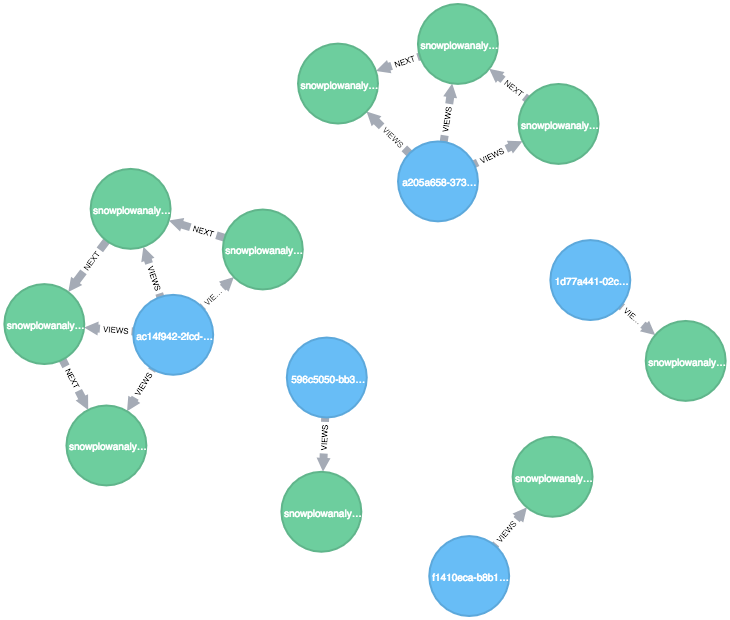 snowplowanaly…
snowplowanaly…
NEXT
NEXT
snowplowanaly…
VIEWS
VIEWS
VIEWS
a205a658-373…
snowplowanaly…
NEXT
snowplowanaly…
NEXT
VIEWS
VIE…
snowplowanaly…
VIEWS
ac14f942-2fcd-…
NEXT
VIEWS
snowplowanaly…
1d77a441-02c…
VIE…
snowplowanaly…
596c5050-bb3…
VIEWS
snowplowanaly…
snowplowanaly…
VIEWS
f1410eca-b8b1…